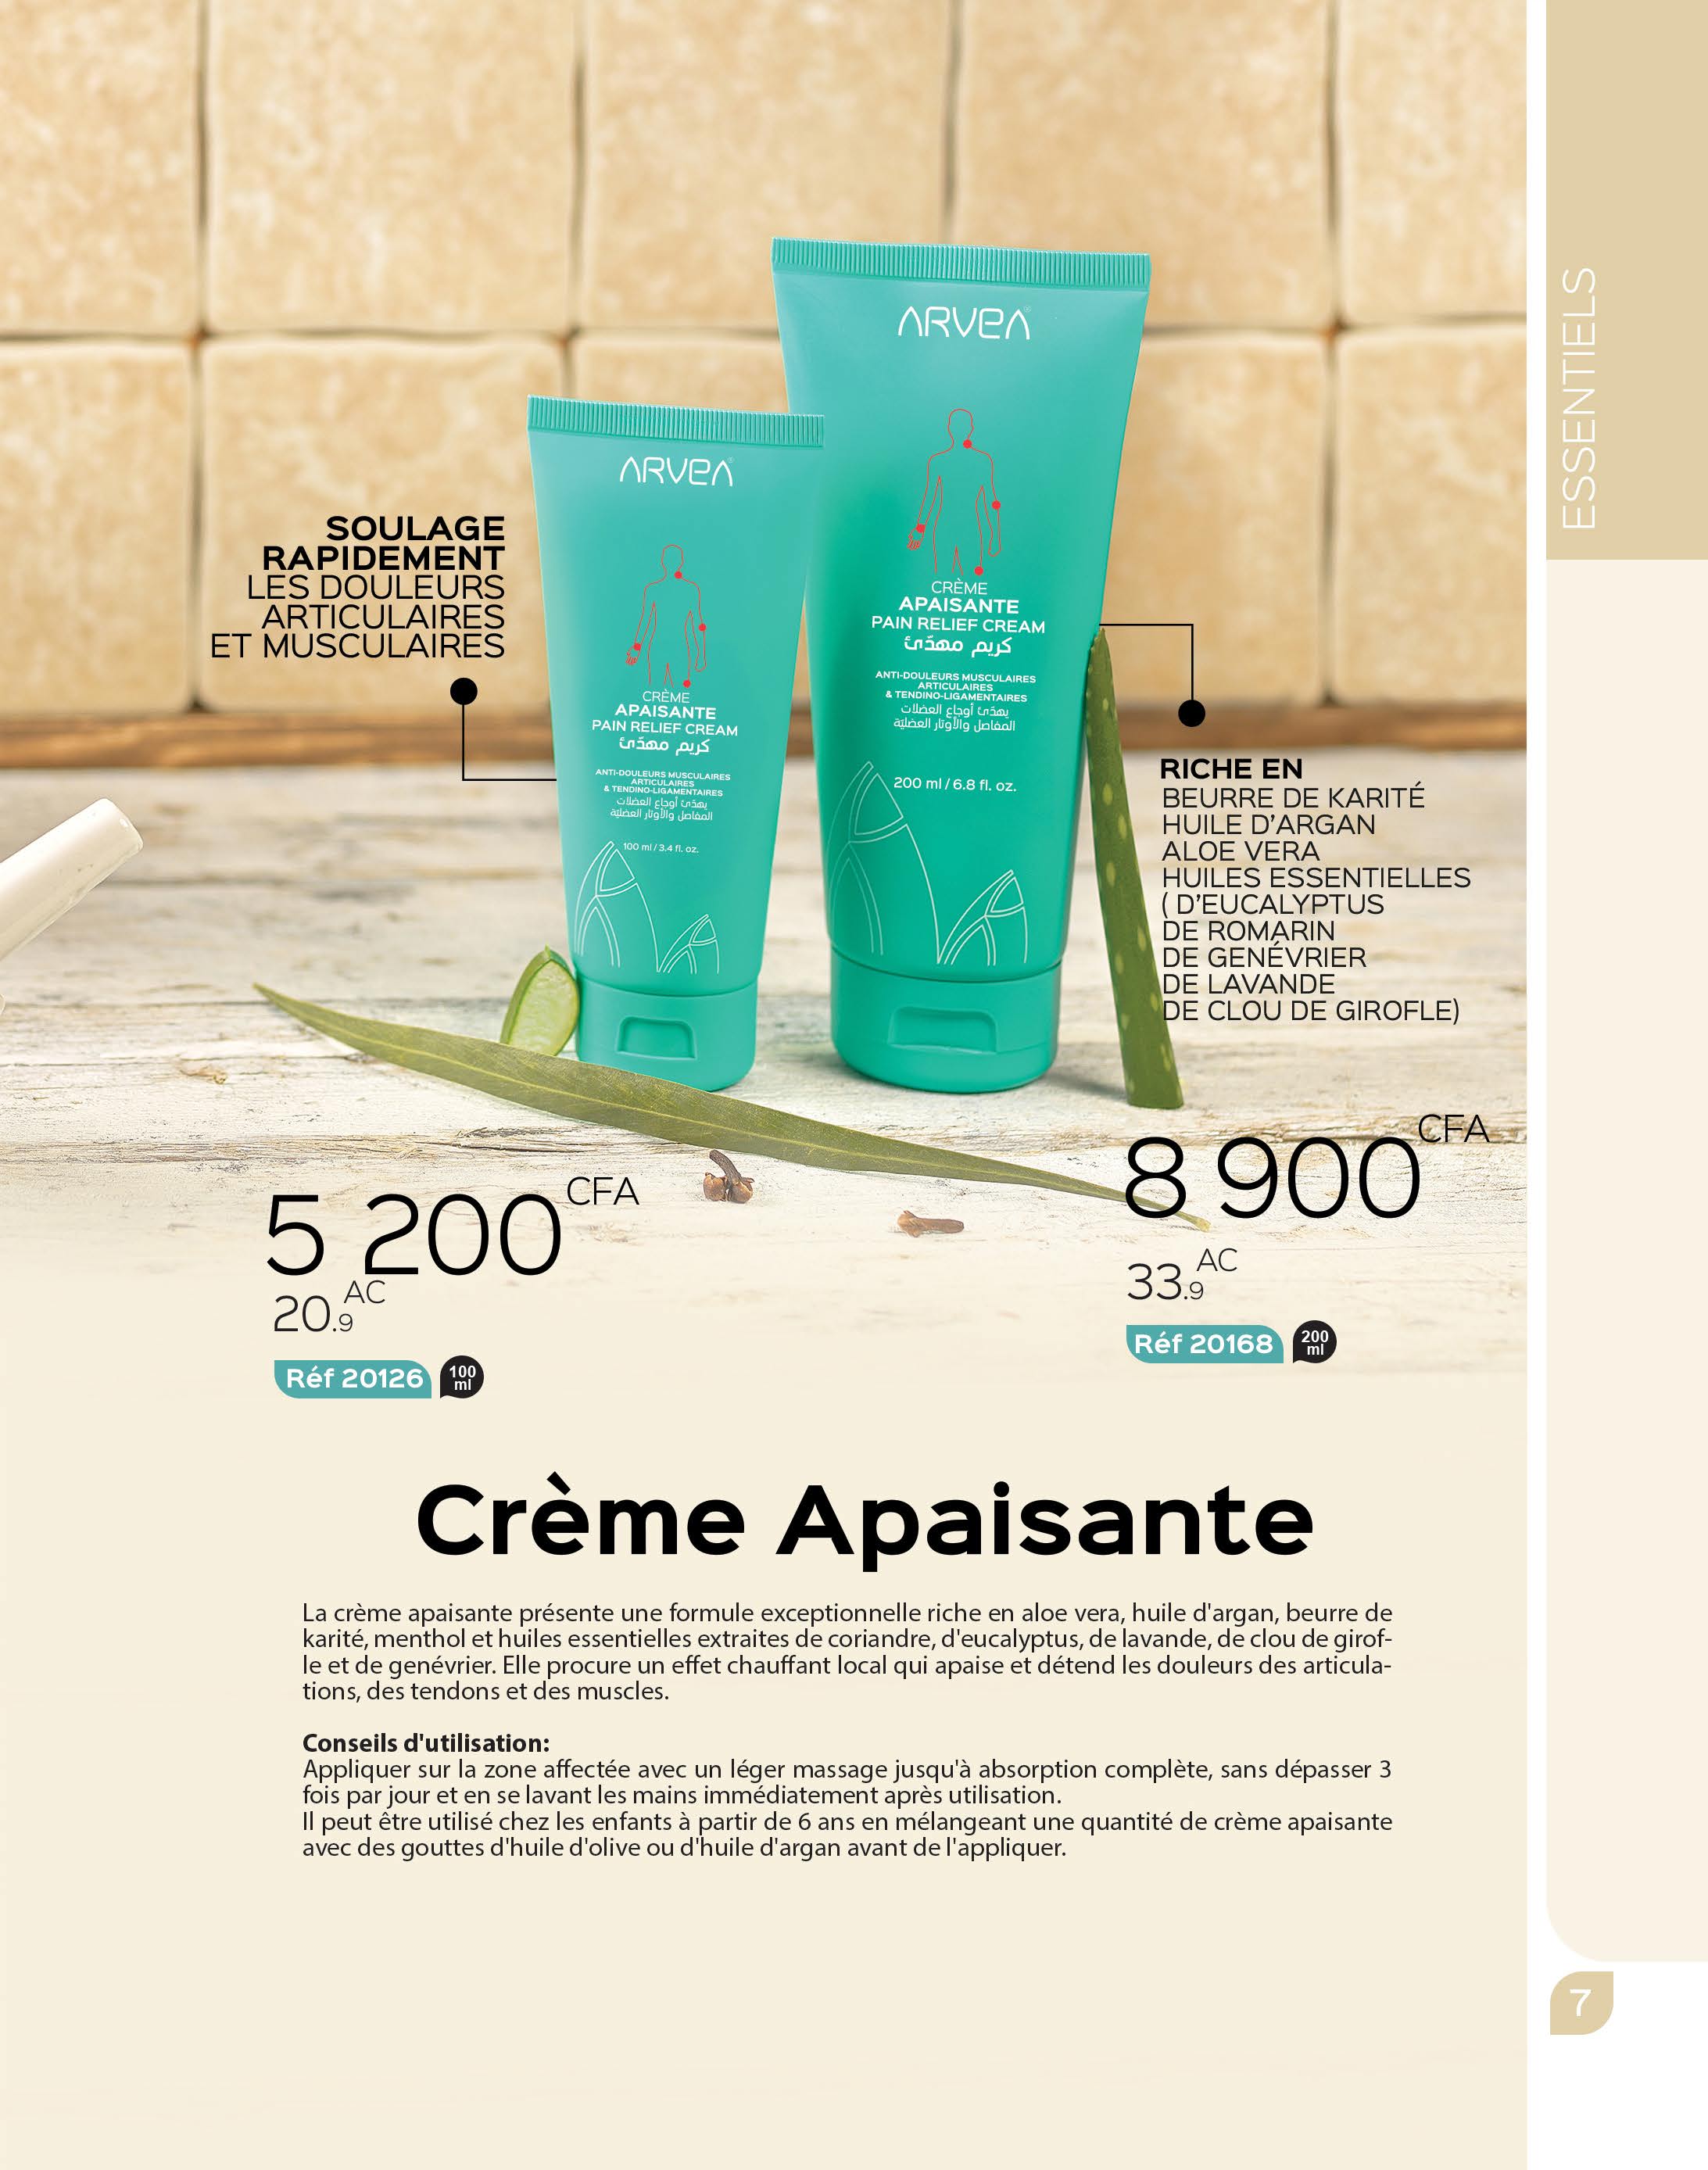 ESSENTIELS
ARVEA
CRÈME
APAISANTE
PAIN RELIEF CREAM
كريم مهدّئ
ANTI-DOULEURS MUSCULAIRES
ARTICULAIRES
& TENDINO-LIGAMENTAIRES
يهدّئ أوجاع العضلات
المفاصل والأوتار العضلية
200 ml / 6.8 fl. oz.
ARVEA
CRÈME
APAISANTE
PAIN RELIEF CREAM
كريم مهدّئ
ANTI-DOULEURS MUSCULAIRES
ARTICULAIRES
& TENDINO-LIGAMENTAIRES
يهدّئ أوجاع العضلات
المفاصل والأوتار العضلية
100 ml / 3.4 fl. oz.
SOULAGE
RAPIDEMENT
LES DOULEURS
ARTICULAIRES
ET MUSCULAIRES
RICHE EN
BEURRE DE KARITÉ
HUILE D'ARGAN
ALOE VERA
HUILES ESSENTIELLES
( D'EUCALYPTUS
DE ROMARIN
DE GENÉVRIER
DE LAVANDE
DE CLOU DE GIROFLE)
5 200 CFA
20.9 AC
Réf 20126 100 ml
8 900 CFA
33.9 AC
Réf 20168 200 ml
Crème Apaisante
La crème apaisante présente une formule exceptionnelle riche en aloe vera, huile d'argan, beurre de
karité, menthol et huiles essentielles extraites de coriandre, d'eucalyptus, de lavande, de clou de girof-
le et de genévrier. Elle procure un effet chauffant local qui apaise et détend les douleurs des articula-
tions, des tendons et des muscles.
Conseils d'utilisation:
Appliquer sur la zone affectée avec un léger massage jusqu'à absorption complète, sans dépasser 3
fois par jour et en se lavant les mains immédiatement après utilisation.
Il peut être utilisé chez les enfants à partir de 6 ans en mélangeant une quantité de crème apaisante
avec des gouttes d'huile d'olive ou d'huile d'argan avant de l'appliquer.
7